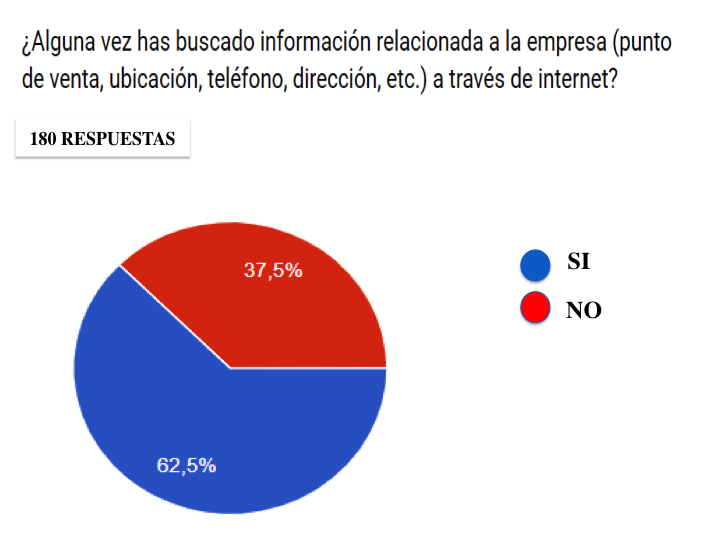 ¿Alguna vez has buscado información relacionada a la empresa (punto
de venta, ubicación, teléfono, dirección, etc.) a través de internet?
180 RESPUESTAS
37,5%
SI
NO
62,5%